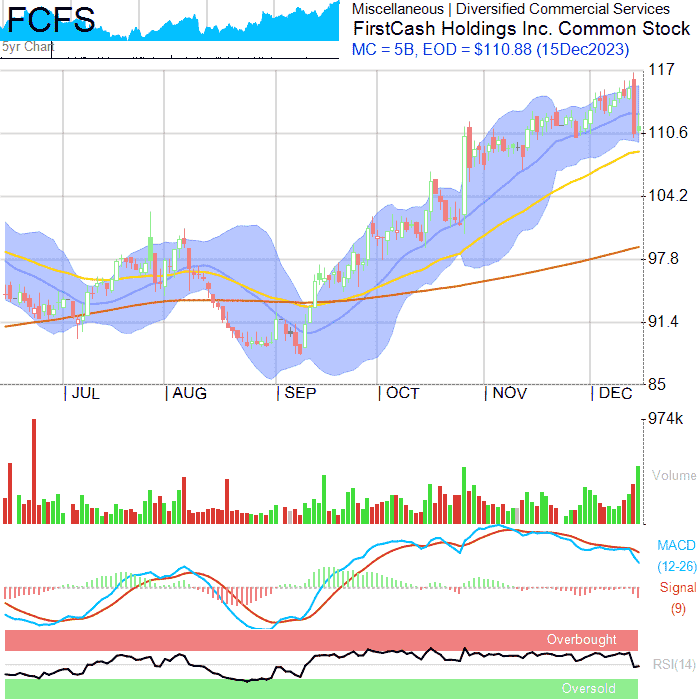 FCFS
5yr Chart
Miscellaneous | Diversified Commercial Services
FirstCash Holdings Inc. Common Stock
MC = 5B, EOD = $110.88 (15Dec2023)
117
110.6
104.2
97.8
91.4
85
| JUL | AUG | SEP | OCT | NOV | DEC
974k
Volume
MACD
(12-26)
Signal
(9)
Overbought
RSI(14)
Oversold